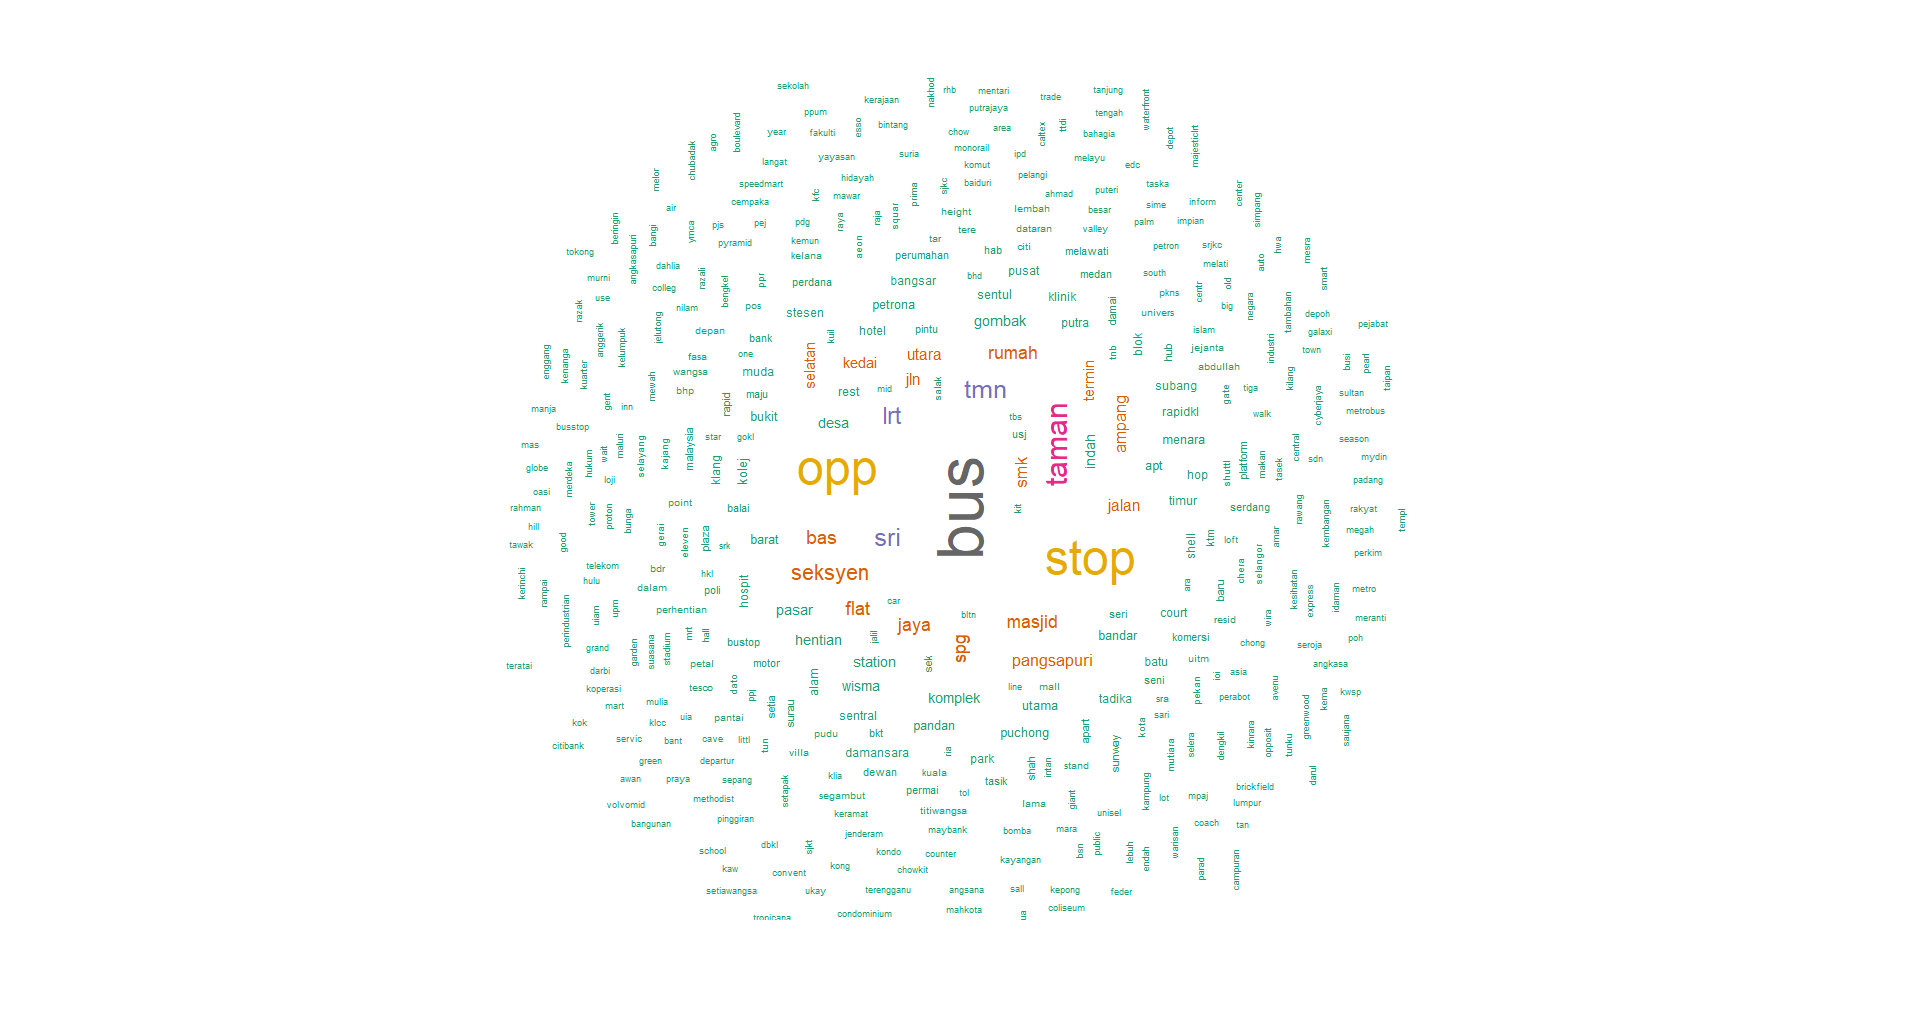 sekolah
nakhod
rhb
mentari
trade
tanjung
waterfront
kerajaan
putrajaya
ppum
tengah
boulevard
agro
year
fakulti
esso
bintang
chow
area
caltex
ttdi
bahagia
depot
majesticlrt
chubadak
langat
yayasan
suria
monorail
komut
ipd
melayu
edc
melor
speedmart
hidayah
kfc
mawar
prima
sjkc
baiduri
pelangi
ahmad
puteri
taska
center
simpang
air
cempaka
raya
raja
squar
height
lembah
besar
sime
inform
beringin
bangi
ymca
pjs
pej
pdg
tere
dataran
valley
palm
impian
tokong
angkasapuri
pyramid
kemun
kelana
aeon
tar
perumahan
hab
citi
melawati
petron
srjkc
auto
hwa
mesra
murni
dahlia
colleg
razali
bengkel
ppr
perdana
bangsar
bhd
pusat
medan
south
melati
centr
old
smart
use
razak
nilam
pos
stesen
petrona
sentul
klinik
damai
pkns
univers
big
negara
tambahan
depoh
pejabat
anggerik
kelumpuk
jelutong
depan
bank
kuil
hotel
pintu
gombak
putra
tnb
blok
islam
industri
galaxi
enggang
kenanga
kuarter
fasa
one
selatan
kedai
utara
rumah
termin
hub
jejanta
town
busi
pearl
taipan
mewah
wangsa
muda
jln
abdullah
kilang
manja
gent
inn
bhp
rapid
maju
rest
mid
salak
tmn
subang
gate
tiga
cyberjaya
sultan
metrobus
busstop
bukit
desa
lrt
tbs
taman
ampang
rapidkl
walk
mas
hukum
wait
maluri
selayang
kajang
malaysia
star
gokl
usj
indah
menara
central
season
globe
merdeka
loji
klang
kolej
opp
bus
smk
apt
hop
shuttl
platform
makan
tasek
sdn
mydin
oasi
padang
rahman
tower
proton
bunga
point
balai
kit
jalan
timur
serdang
rawang
kembangan
rakyat
templ
hill
good
gerai
eleven
plaza
srk
barat
bas
sri
stop
shell
ktm
loft
amar
megah
tawak
perkim
kerinchi
rampai
telekom
hulu
bdr
hkl
dalam
poli
hospit
seksyen
ara
baru
chera
selangor
kesihatan
express
idaman
metro
perindustrian
uiam
upm
perhentian
pasar
flat
car
bltn
seri
court
resid
wira
meranti
jaya
masjid
grand
garden
suasana
stadium
mrt
hall
bustop
hentian
jalil
spg
bandar
komersi
chong
seroja
poh
teratai
darbi
petal
motor
station
sek
pangsapuri
batu
uitm
asia
angkasa
koperasi
tesco
dato
ppj
alam
wisma
line
mall
seni
pekan
ioi
avenu
kema
kwsp
mart
mulia
setia
surau
komplek
utama
tadika
sra
perabot
greenwood
kok
klcc
uia
pantai
sentral
pandan
apart
kota
sari
saujana
citibank
servic
bant
cave
littl
tun
pudu
bkt
puchong
sunway
mutiara
selera
dengkil
kinrara
opposit
tunku
green
departur
villa
damansara
ria
park
shah
intan
stand
awan
praya
sepang
setapak
klia
dewan
kuala
tasik
kampung
darul
volvomid
methodist
segambut
permai
tol
lama
giant
lot
mpaj
brickfield
lumpur
bangunan
pinggiran
keramat
titiwangsa
unisel
coach
tan
jenderam
maybank
bomba
mara
school
dbkl
sjkt
kondo
counter
kayangan
bsn
public
lebuh
endah
warisan
parad
campuran
kaw
convent
kong
chowkit
setiawangsa
ukay
terengganu
angsana
sall
kepong
feder
tropicana
condominium
mahkota
ua
coliseum